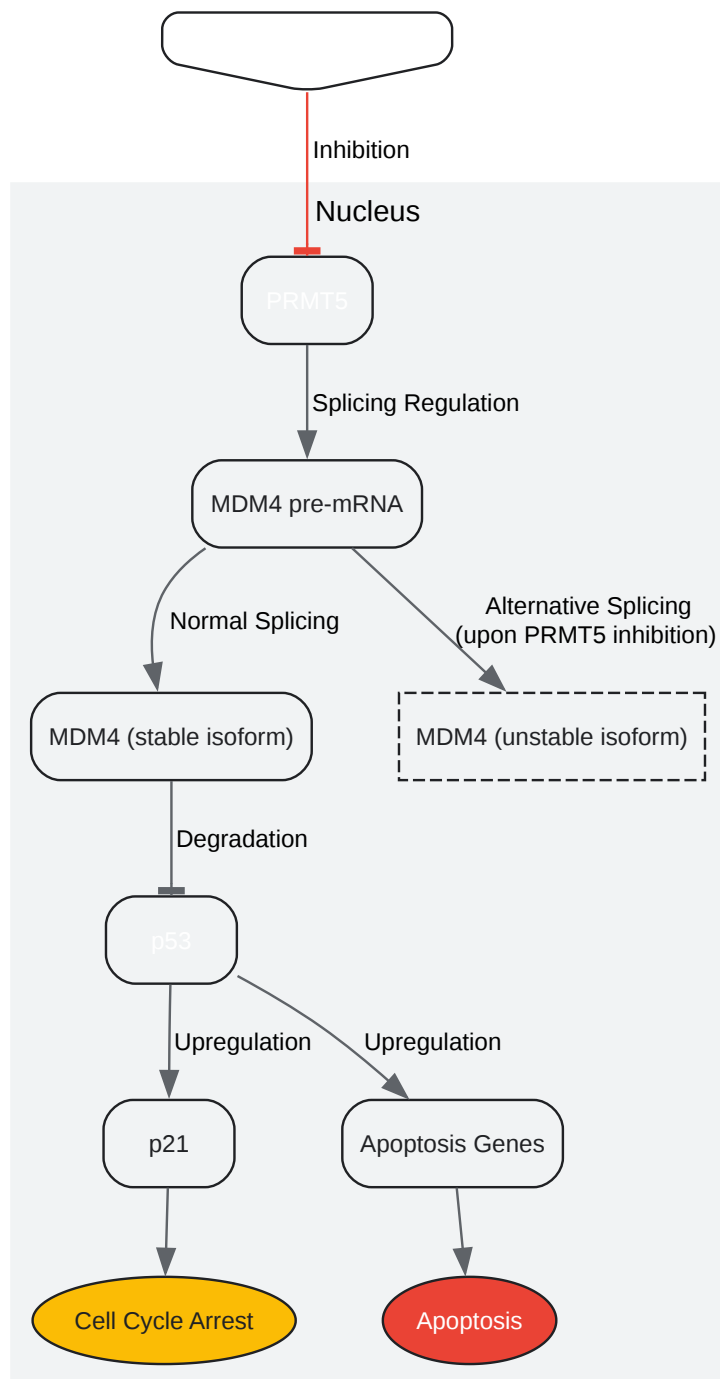 Inhibition
Nucleus
PRMT5
Splicing Regulation
MDM4 pre-mRNA
Normal Splicing
Alternative Splicing
(upon PRMT5 inhibition)
MDM4 (stable isoform)
MDM4 (unstable isoform)
Degradation
p53
Upregulation
Upregulation
p21
Apoptosis Genes
Cell Cycle Arrest
Apoptosis